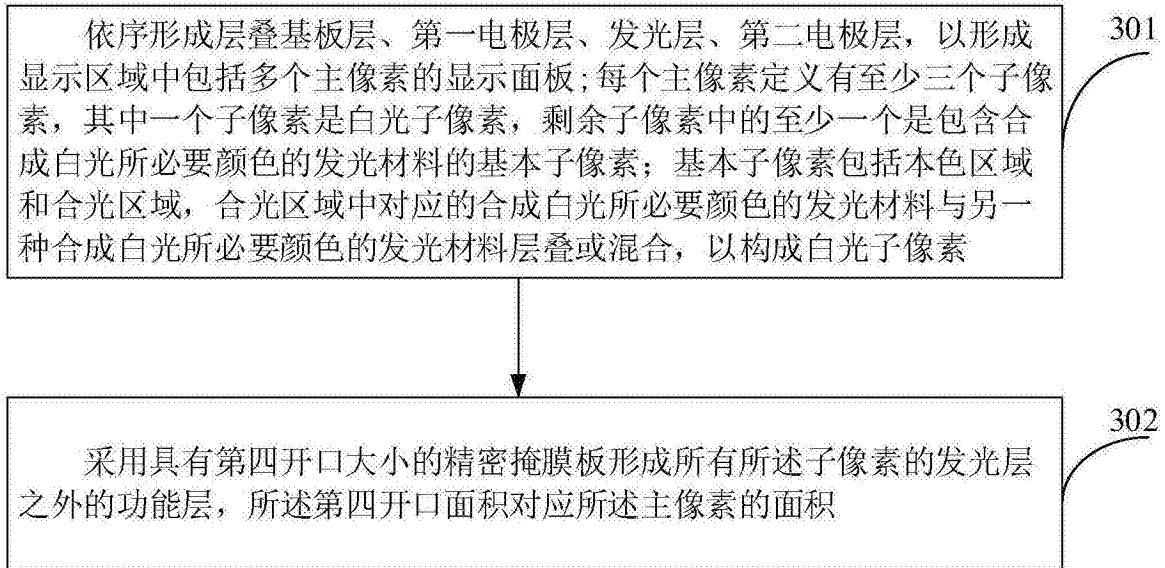 依序形成层叠基板层、第一电极层、发光层、第二电极层，以形成
显示区域中包括多个主像素的显示面板；每个主像素定义有至少三个子像
素，其中一个子像素是白光子像素，剩余子像素中的至少一个是包含合
成白光所必要颜色的发光材料的基本子像素；基本子像素包括本色区域
和合光区域，合光区域中对应的合成白光所必要颜色的发光材料与另一
种合成白光所必要颜色的发光材料层叠或混合，以构成白光子像素
301
采用具有第四开口大小的精密掩膜板形成所有所述子像素的发光层
之外的功能层，所述第四开口面积对应所述主像素的面积
302